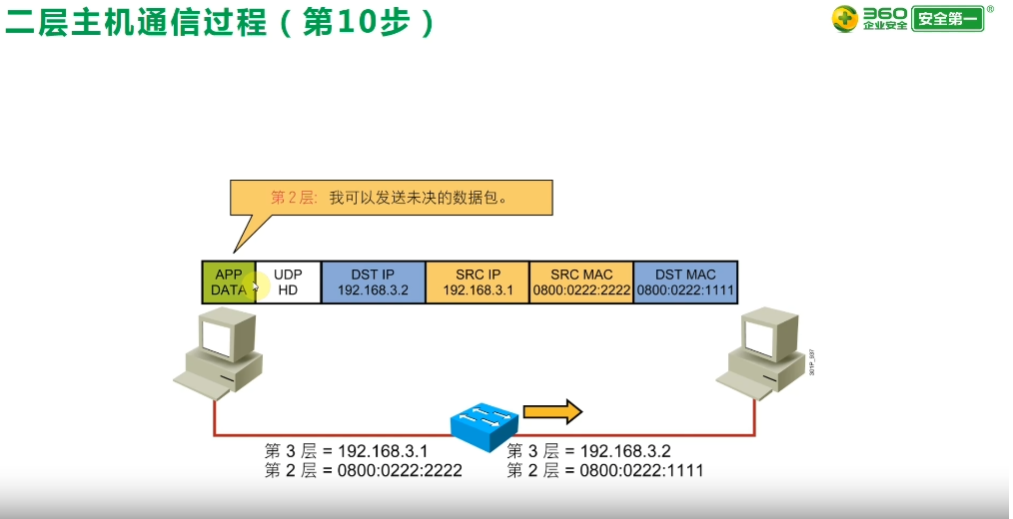 二层主机通信过程（第10步）
360
企业安全
安全第一
®
第2层: 我可以发送未决的数据包。
APP
DATA
UDP
HD
DST IP
192.168.3.2
SRC IP
192.168.3.1
SRC MAC
0800:0222:2222
DST MAC
0800:0222:1111
第 3 层 = 192.168.3.1
第 2 层 = 0800:0222:2222
第 3 层 = 192.168.3.2
第 2 层 = 0800:0222:1111